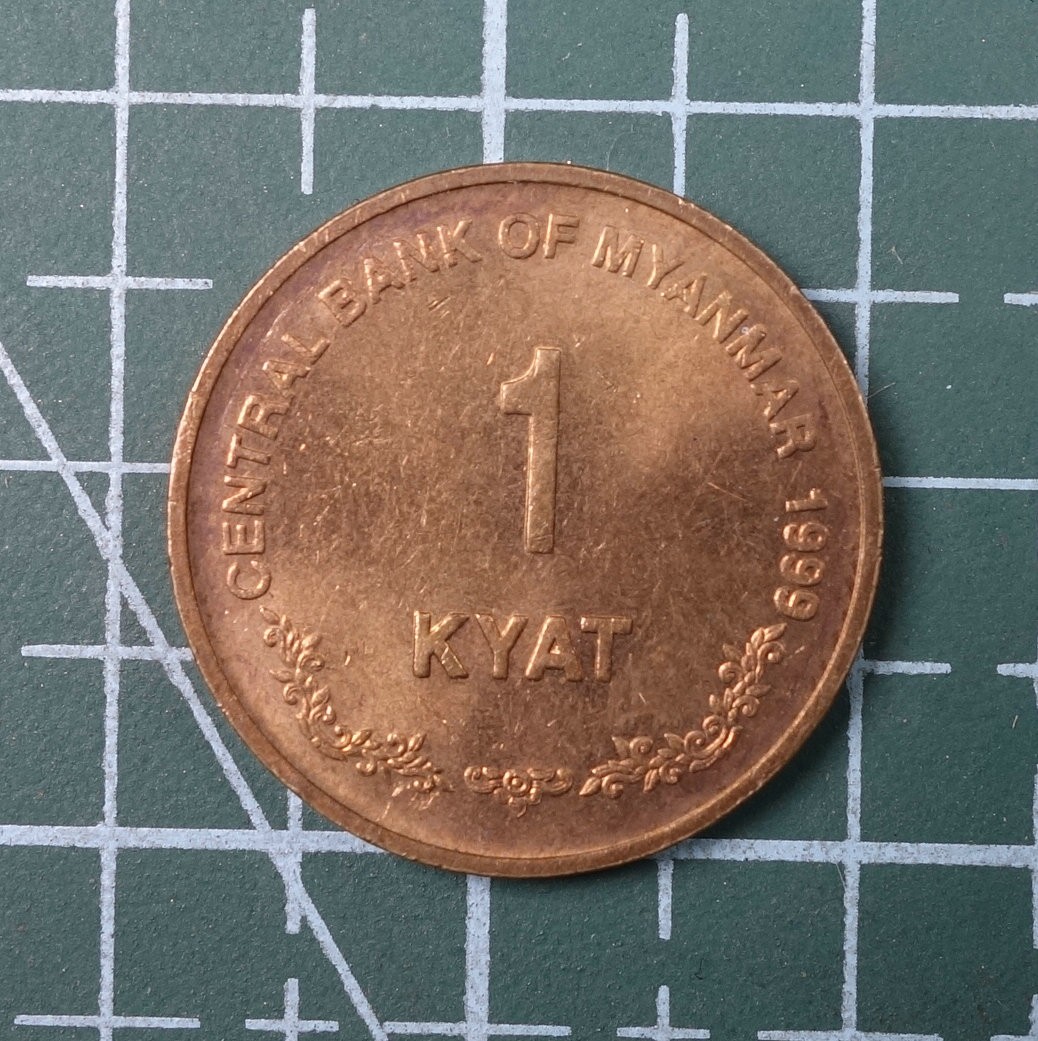 CENTRAL BANK OF MYANMAR 1999
1
KYAT